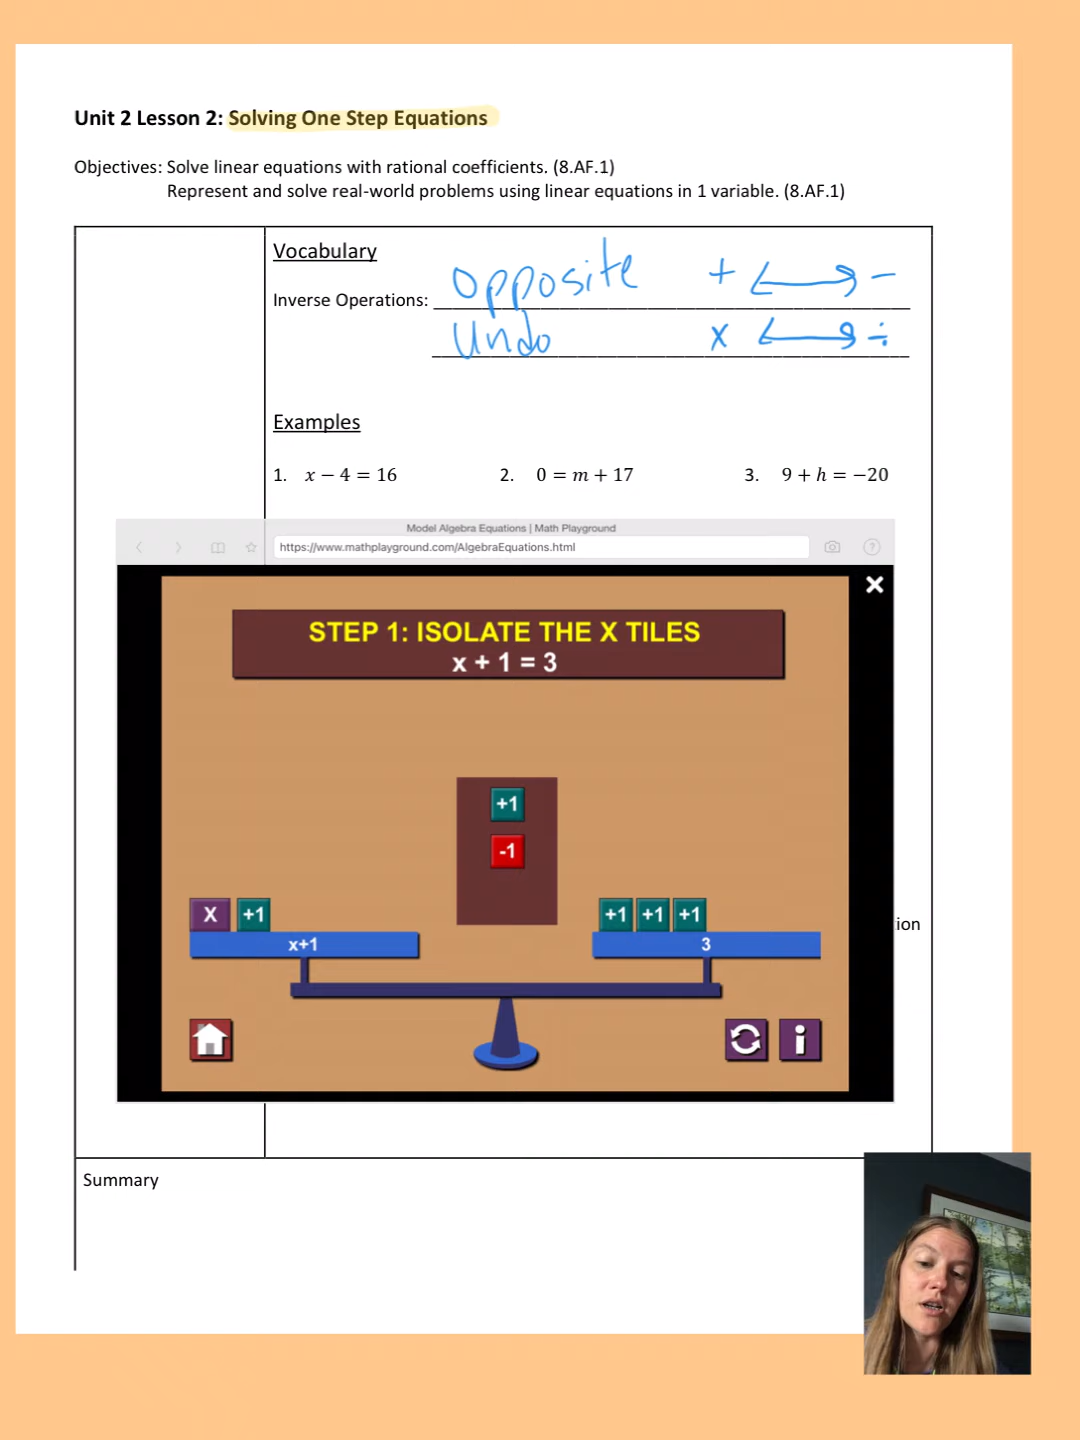 Unit 2 Lesson 2: Solving One Step Equations
Objectives: Solve linear equations with rational coefficients. (8.AF.1)
Represent and solve real-world problems using linear equations in 1 variable. (8.AF.1)
Vocabulary
Inverse Operations: Opposite + ⟷ −
Undo x ⟷ ÷
Examples
1. x − 4 = 16 2. 0 = m + 17 3. 9 + h = −20
Model Algebra Equations | Math Playground
https://www.mathplayground.com/AlgebraEquations.html
?
X
STEP 1: ISOLATE THE X TILES
x + 1 = 3
+1
-1
X +1 +1 +1 +1
ion
x+1 3
i
Summary